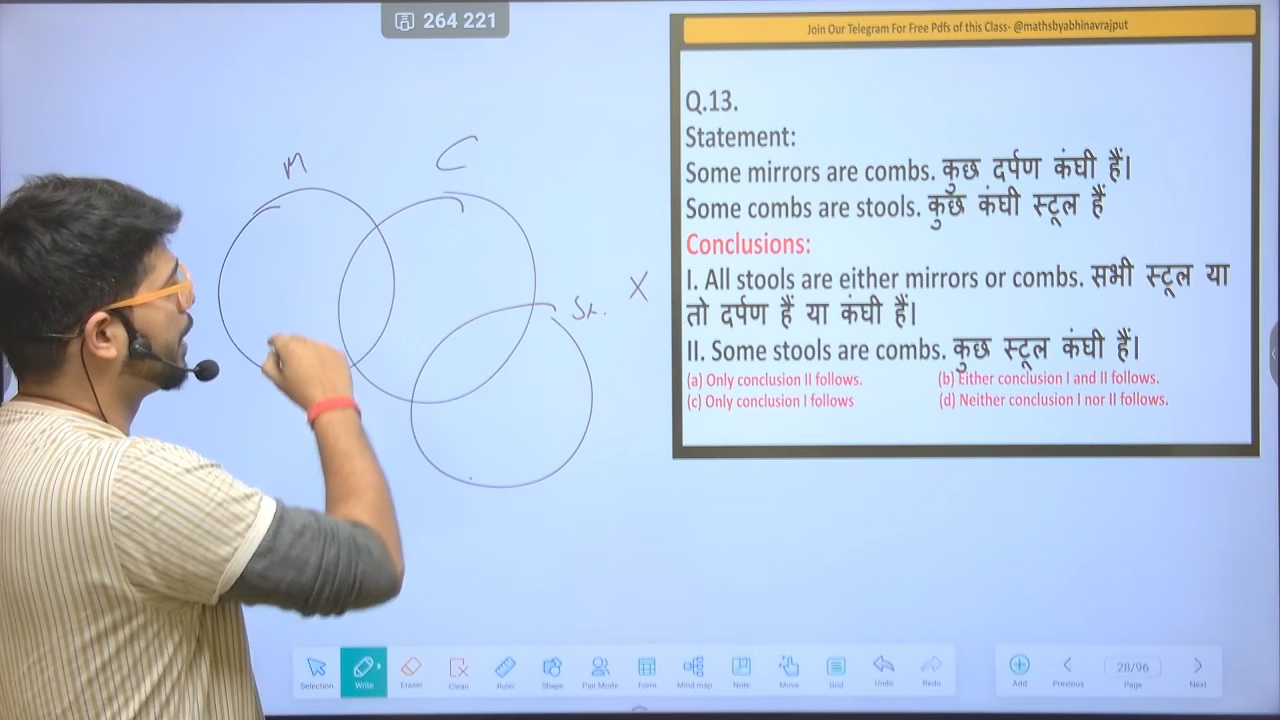 264 221
Join Our Telegram For Free Pdfs of this Class- @mathsbyabhinavrajput
Q.13.
Statement:
Some mirrors are combs. कुछ दर्पण कंघी हैं।
Some combs are stools. कुछ कंघी स्टूल हैं
Conclusions:
I. All stools are either mirrors or combs. सभी स्टूल या
तो दर्पण हैं या कंघी हैं।
II. Some stools are combs. कुछ स्टूल कंघी हैं।
(a) Only conclusion II follows. (b) Either conclusion I and II follows.
(c) Only conclusion I follows (d) Neither conclusion I nor II follows.
M C
St. X
Selection Write Eraser Clean Ruler Shape Pair Mode Form Mind map Note Move Grid Undo Redo Add Previous 28/96 Page Next